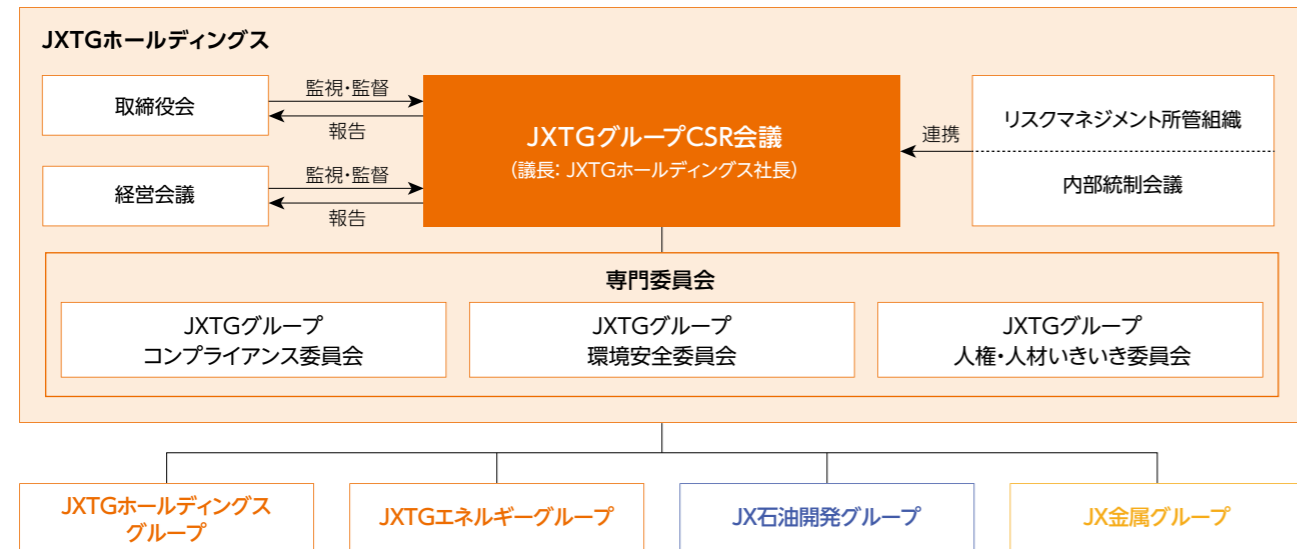 JXTGホールディングス
取締役会
監視・監督
報告
経営会議
監視・監督
報告
JXTGグループCSR会議
(議長: JXTGホールディングス社長)
連携
リスクマネジメント所管組織
内部統制会議
専門委員会
JXTGグループ
コンプライアンス委員会
JXTGグループ
環境安全委員会
JXTGグループ
人権・人材いきいき委員会
JXTGホールディングス
グループ
JXTGエネルギーグループ
JX石油開発グループ
JX金属グループ